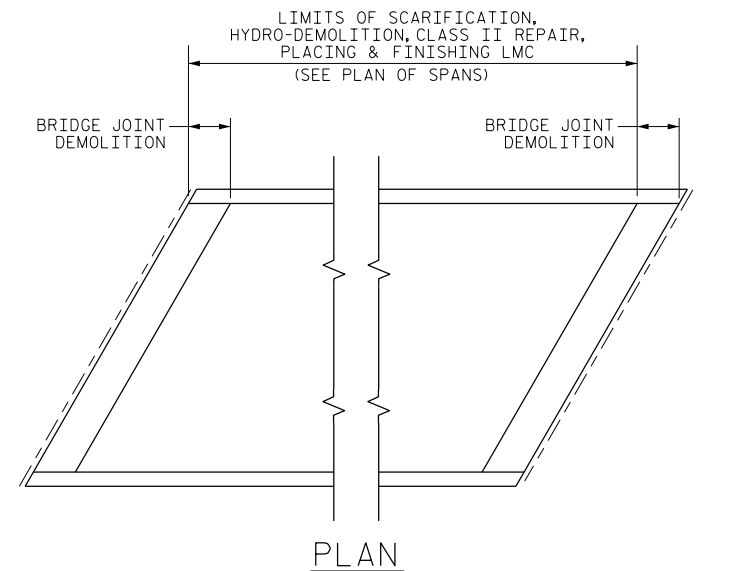 LIMITS OF SCARIFICATION,
HYDRO-DEMOLITION, CLASS II REPAIR,
PLACING & FINISHING LMC
(SEE PLAN OF SPANS)
BRIDGE JOINT
DEMOLITION
BRIDGE JOINT
DEMOLITION
PLAN